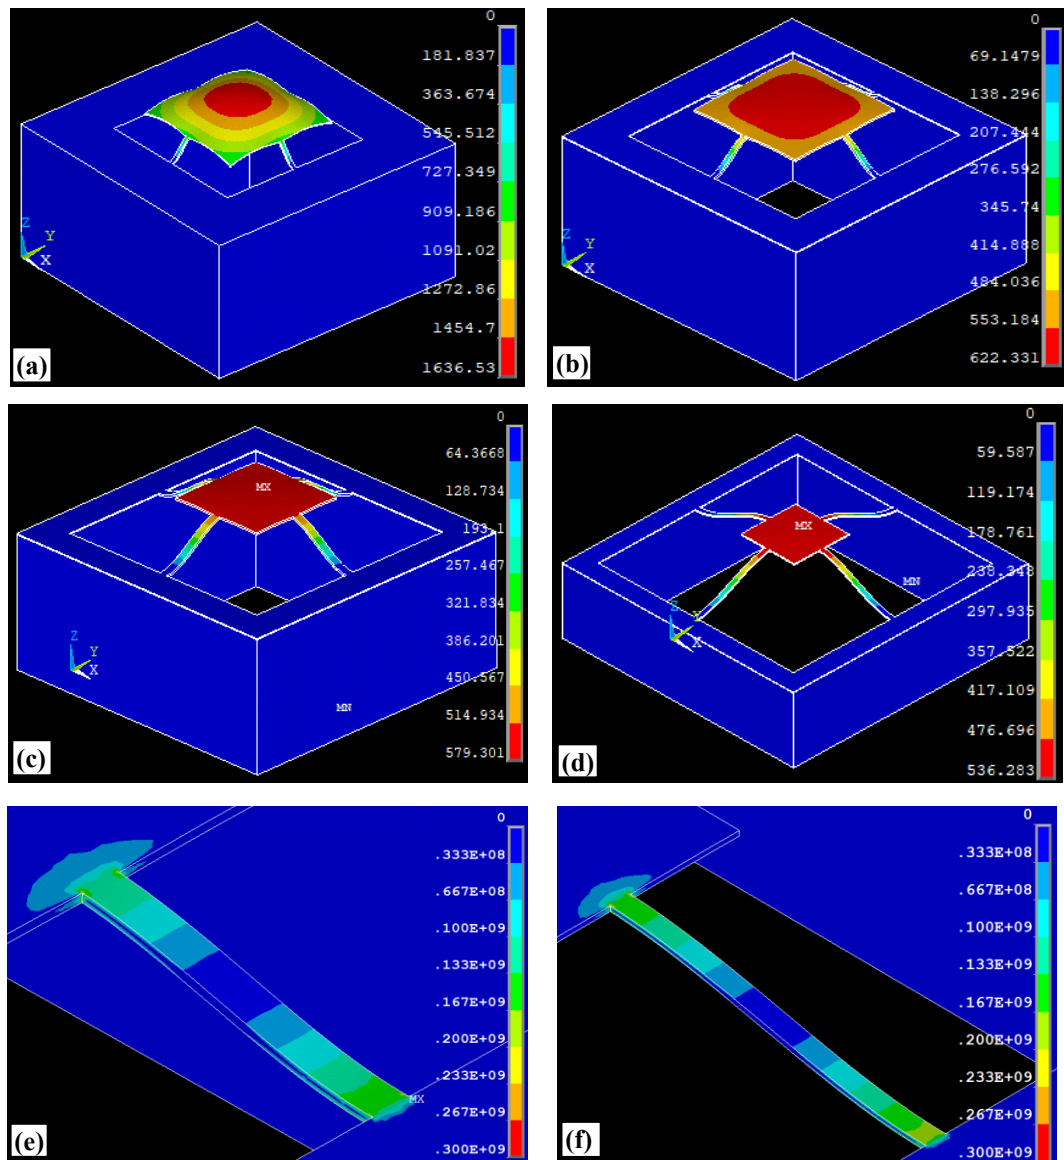 0
181.837
363.674
545.512
727.349
909.186
1091.02
1272.86
1454.7
1636.53
Z
Y
X
(a)
0
69.1479
138.296
207.444
276.592
345.74
414.888
484.036
553.184
622.331
Z
Y
X
(b)
0
64.3668
128.734
193.1
257.467
321.834
386.201
450.567
514.934
579.301
MX
Z
Y
X
MN
(c)
0
59.587
119.174
178.761
238.348
297.935
357.522
417.109
476.696
536.283
MX
MN
Z
Y
X
(d)
0
.333E+08
.667E+08
.100E+09
.133E+09
.167E+09
.200E+09
.233E+09
.267E+09
.300E+09
MX
(e)
0
.333E+08
.667E+08
.100E+09
.133E+09
.167E+09
.200E+09
.233E+09
.267E+09
.300E+09
(f)